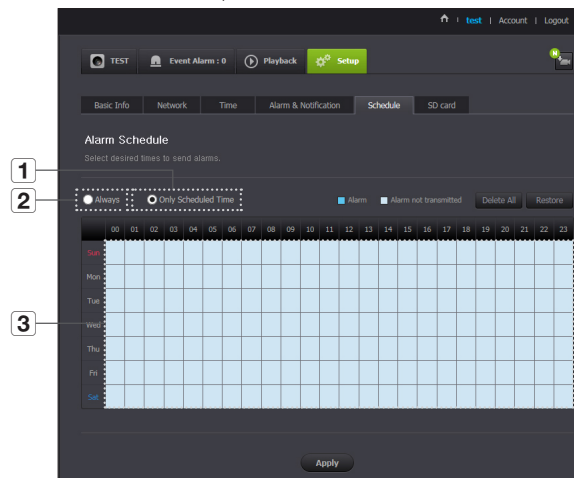 test | Account | Logout
TEST Event Alarm : 0 Playback Setup
N
Basic Info Network Time Alarm & Notification Schedule SD card
Alarm Schedule
Select desired times to send alarms.
1
2
Always Only Scheduled Time Alarm Alarm not transmitted Delete All Restore
00 01 02 03 04 05 06 07 08 09 10 11 12 13 14 15 16 17 18 19 20 21 22 23
Sun
Mon
Tue
3
Wed
Thu
Fri
Sat
Apply